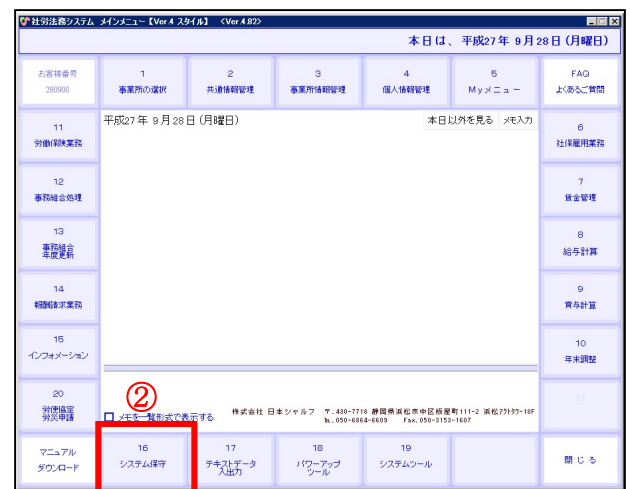 社労法務システム メインメニュー【Ver.4 スタイル】 <Ver.4.82>
本日は、 平成27年 9月28日 (月曜日)
お客様番号
280900
1
事業所の選択
2
共通情報管理
3
事業所情報管理
4
個人情報管理
5
Myメニュー
FAQ
よくあるご質問
11
労働保険業務
平成27年 9月28日 (月曜日)
本日以外を見る
メモ入力
6
社保雇用業務
12
事務組合処理
7
賃金管理
13
事務組合
年度更新
8
給与計算
14
報酬請求業務
9
賞与計算
15
インフォメーション
10
年末調整
20
労使協定
労災申請
②
メモを一覧形式で表示する
株式会社 日本シャルフ 〒.430-7718 静岡県浜松市中区板屋町111-2 浜松アクトタワー18F
℡.050-6864-6609 Fax.050-3153-1607
21
マニュアル
ダウンロード
16
システム保守
17
テキストデータ
入出力
18
パワーアップ
ツール
19
システムツール
閉じる